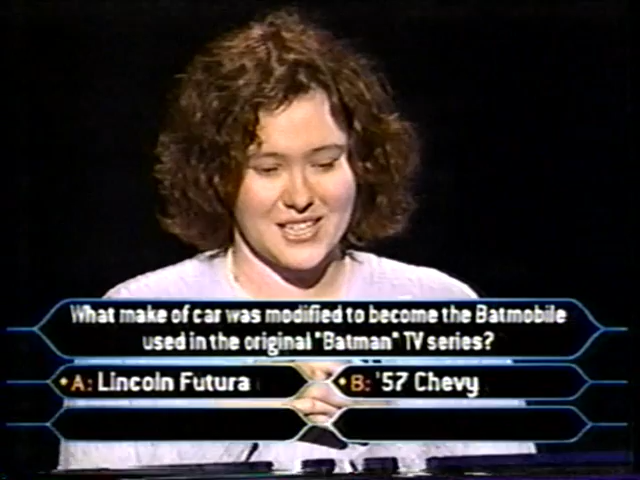 What make of car was modified to become the Batmobile
used in the original "Batman" TV series?
A: Lincoln Futura
B: '57 Chevy